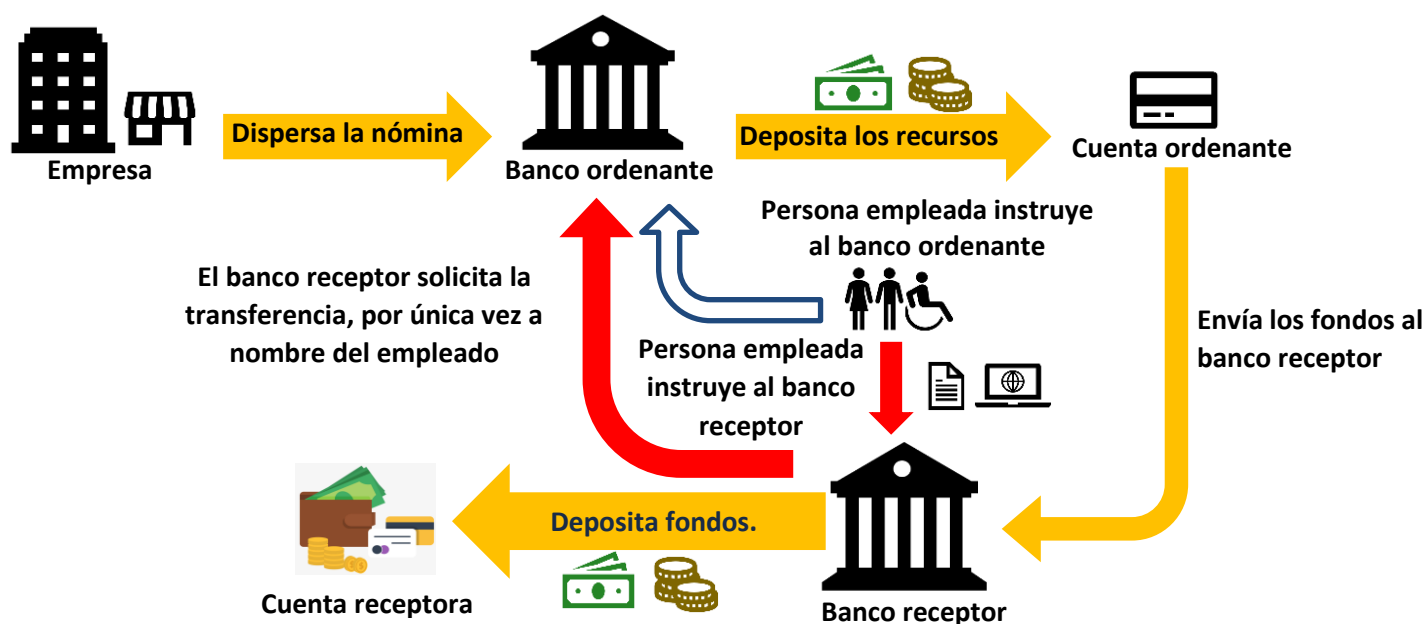 Empresa
Dispersa la nómina
Banco ordenante
Deposita los recursos
Cuenta ordenante
Persona empleada instruye
al banco ordenante
El banco receptor solicita la
transferencia, por única vez a
nombre del empleado
Persona empleada
instruye al banco
receptor
Envía los fondos al
banco receptor
Deposita fondos.
Cuenta receptora
Banco receptor